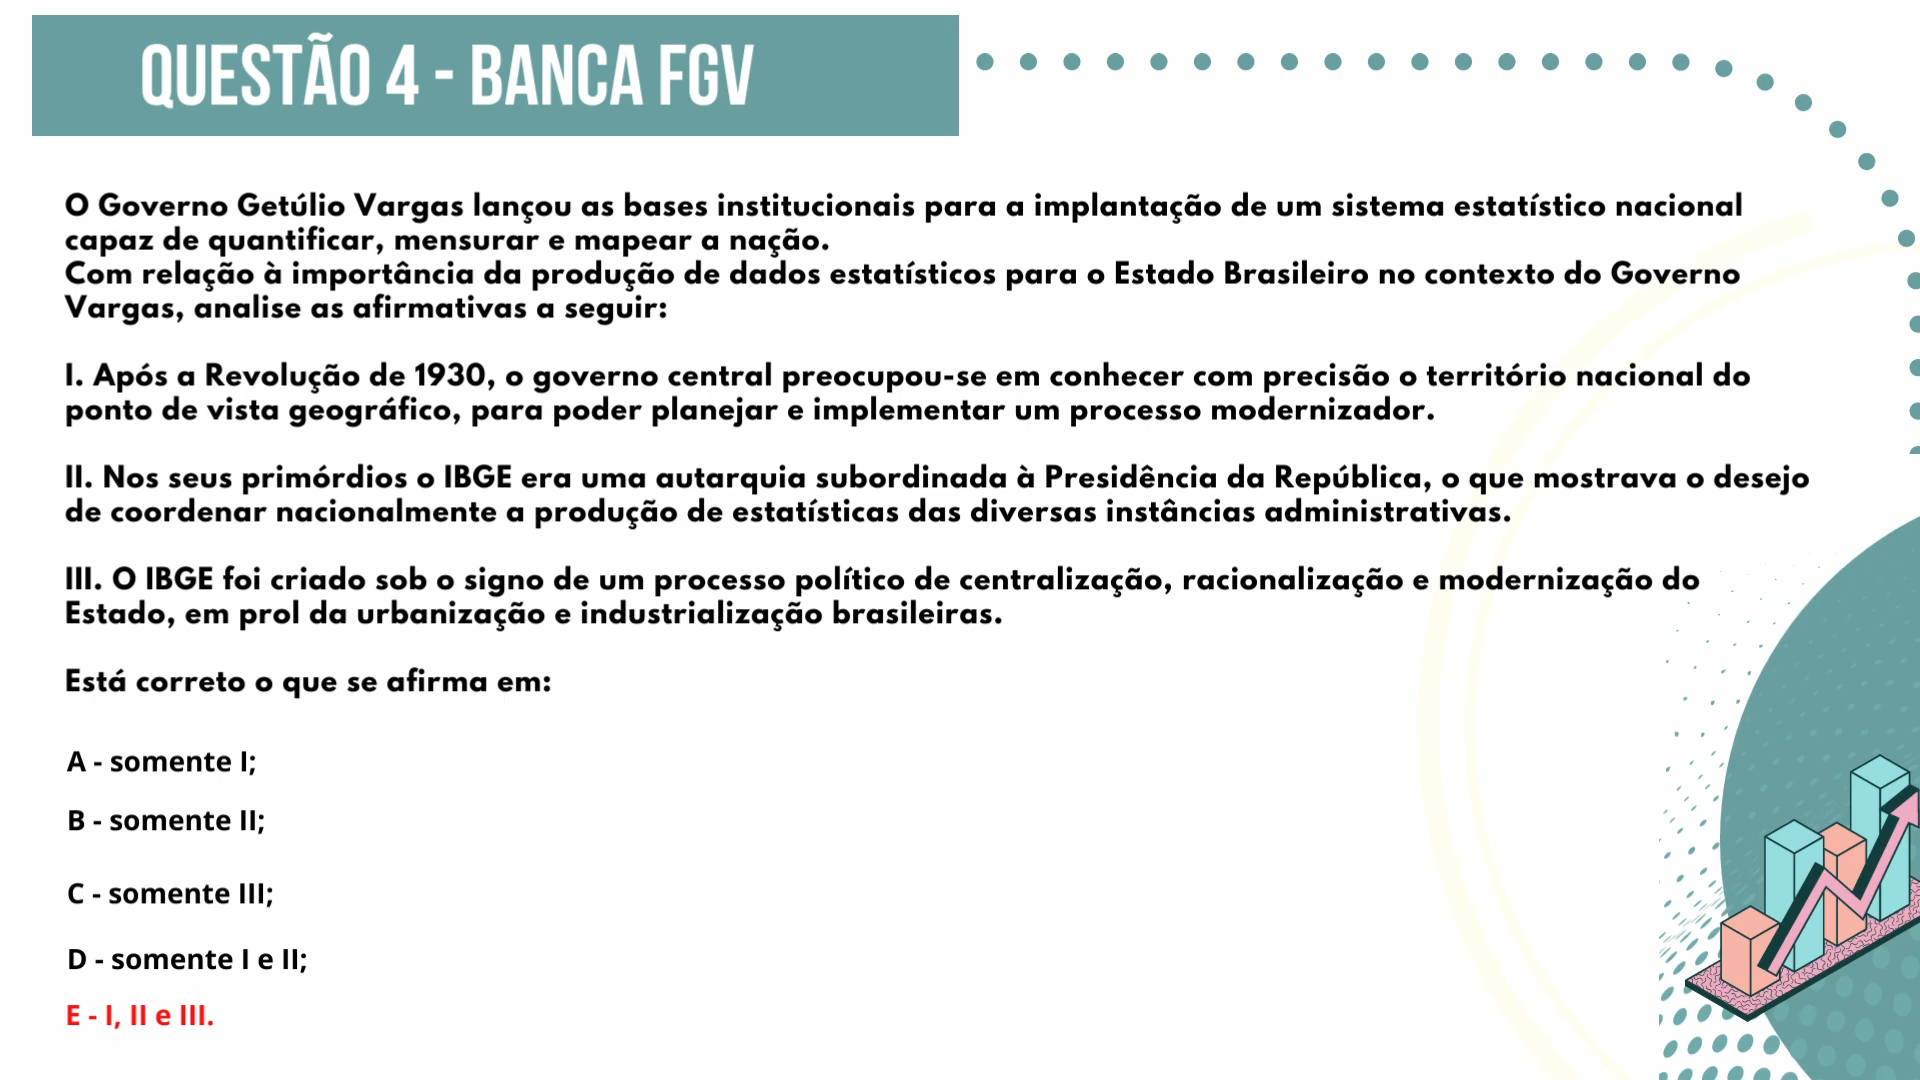 QUESTÃO 4 - BANCA FGV
O Governo Getúlio Vargas lançou as bases institucionais para a implantação de um sistema estatístico nacional
capaz de quantificar, mensurar e mapear a nação.
Com relação à importância da produção de dados estatísticos para o Estado Brasileiro no contexto do Governo
Vargas, analise as afirmativas a seguir:
I. Após a Revolução de 1930, o governo central preocupou-se em conhecer com precisão o território nacional do
ponto de vista geográfico, para poder planejar e implementar um processo modernizador.
II. Nos seus primórdios o IBGE era uma autarquia subordinada à Presidência da República, o que mostrava o desejo
de coordenar nacionalmente a produção de estatísticas das diversas instâncias administrativas.
III. O IBGE foi criado sob o signo de um processo político de centralização, racionalização e modernização do
Estado, em prol da urbanização e industrialização brasileiras.
Está correto o que se afirma em:
A - somente I;
B - somente II;
C - somente III;
D - somente I e II;
E - I, II e III.